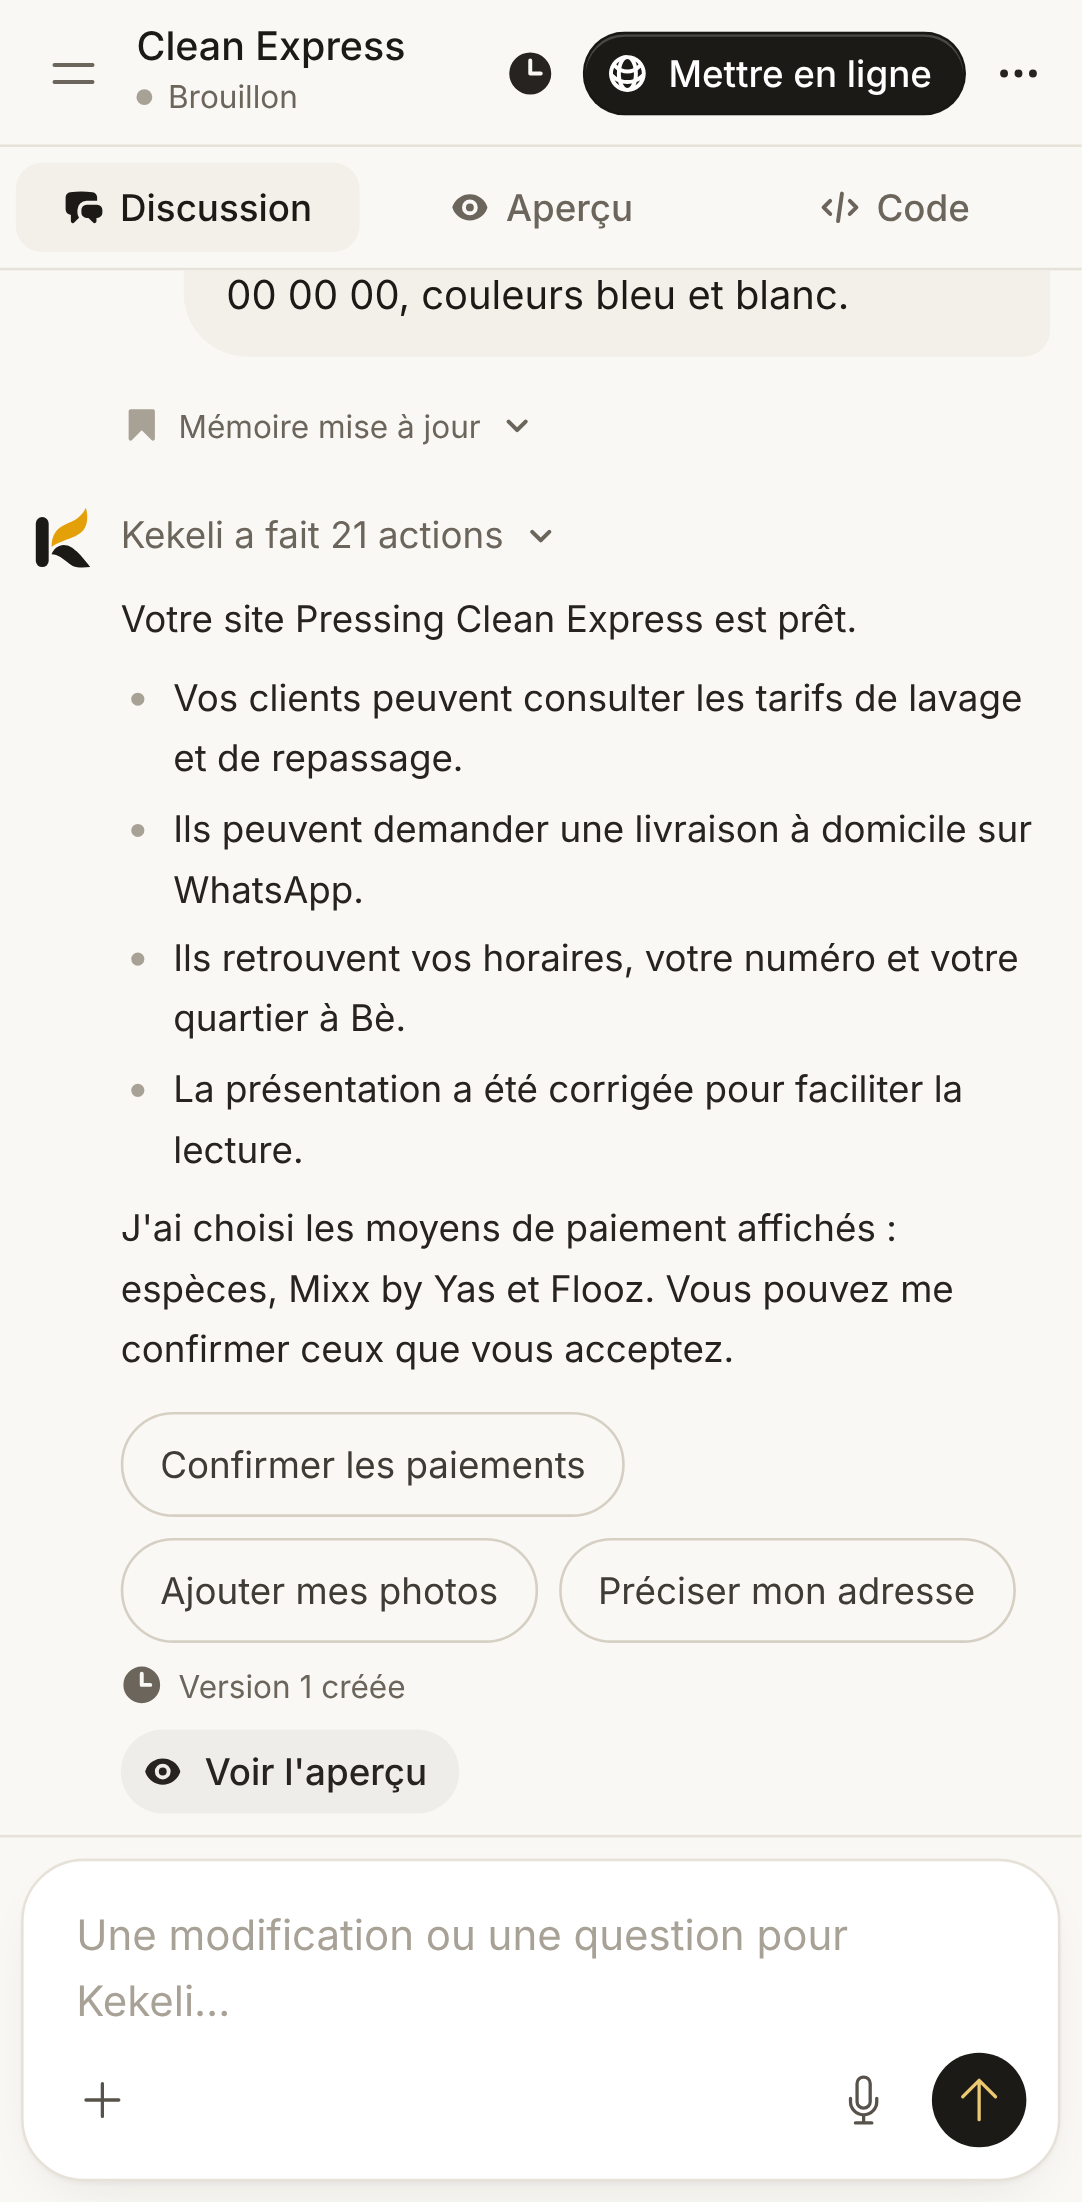 Clean Express
Brouillon
Mettre en ligne
Discussion
Aperçu
Code
00 00 00, couleurs bleu et blanc.
Mémoire mise à jour
Kekeli a fait 21 actions
Votre site Pressing Clean Express est prêt.
Vos clients peuvent consulter les tarifs de lavage
et de repassage.
Ils peuvent demander une livraison à domicile sur
WhatsApp.
Ils retrouvent vos horaires, votre numéro et votre
quartier à Bè.
La présentation a été corrigée pour faciliter la
lecture.
J'ai choisi les moyens de paiement affichés :
espèces, Mixx by Yas et Flooz. Vous pouvez me
confirmer ceux que vous acceptez.
Confirmer les paiements
Ajouter mes photos
Préciser mon adresse
Version 1 créée
Voir l'aperçu
Une modification ou une question pour
Kekeli...